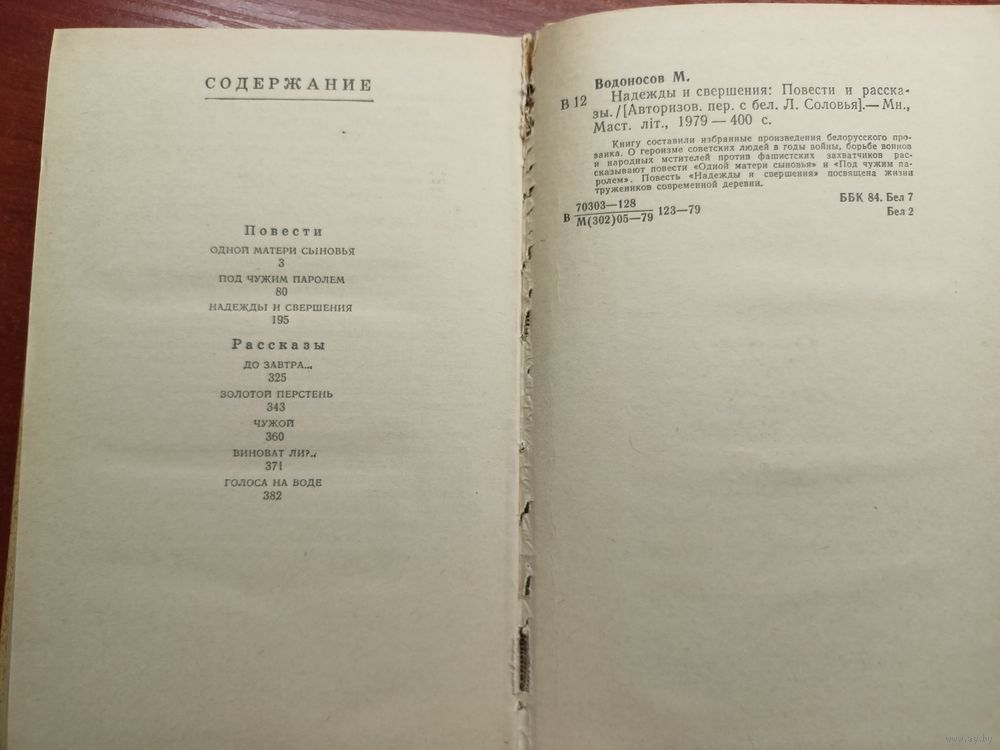 СОДЕРЖАНИЕ
Повести
ОДНОЙ МАТЕРИ СЫНОВЬЯ
3
ПОД ЧУЖИМ ПАРОЛЕМ
80
НАДЕЖДЫ И СВЕРШЕНИЯ
195
Рассказы
ДО ЗАВТРА...
325
ЗОЛОТОЙ ПЕРСТЕНЬ
343
ЧУЖОЙ
360
ВИНОВАТ ЛИ?..
371
ГОЛОСА НА ВОДЕ
382
Водоносов М.
В 12
Надежды и свершения: Повести и расска-
зы./[Авторизов. пер. с бел. Л. Соловья].— Мн.,
Маст. літ., 1979 — 400 с.
Книгу составили избранные произведения белорусского про-
заика. О героизме советских людей в годы войны, борьбе воинов
и народных мстителей против фашистских захватчиков рас-
сказывают повести «Одной матери сыновья» и «Под чужим па-
ролем». Повесть «Надежды и свершения» посвящена жизни
тружеников современной деревни.
В 70303—128
М(302)05—79 123—79
ББК 84. Бел 7
Бел 2
www.ay.by